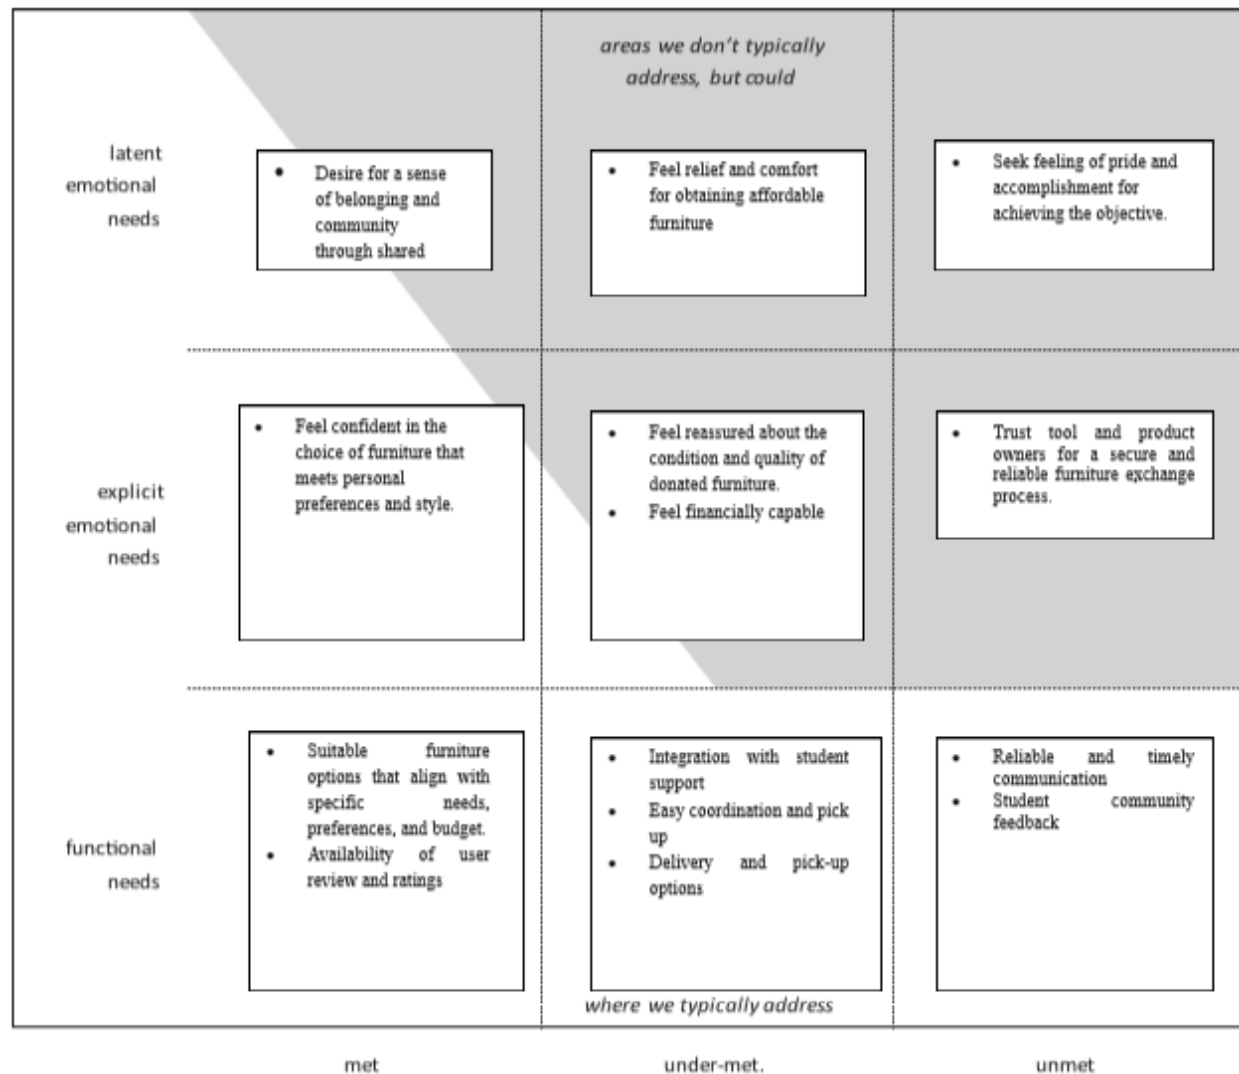 areas we don't typically
address, but could
latent
emotional
needs
• Desire for a sense
of belonging and
community
through shared
• Feel relief and comfort
for obtaining affordable
furniture
• Seek feeling of pride and
accomplishment for
achieving the objective.
explicit
emotional
needs
• Feel confident in the
choice of furniture that
meets personal
preferences and style.
• Feel reassured about the
condition and quality of
donated furniture.
• Feel financially capable
• Trust tool and product
owners for a secure and
reliable furniture exchange
process.
functional
needs
• Suitable furniture
options that align with
specific needs,
preferences, and budget.
• Availability of user
review and ratings
• Integration with student
support
• Easy coordination and pick
up
• Delivery and pick-up
options
• Reliable and timely
communication
• Student community
feedback
where we typically address
met
under-met.
unmet